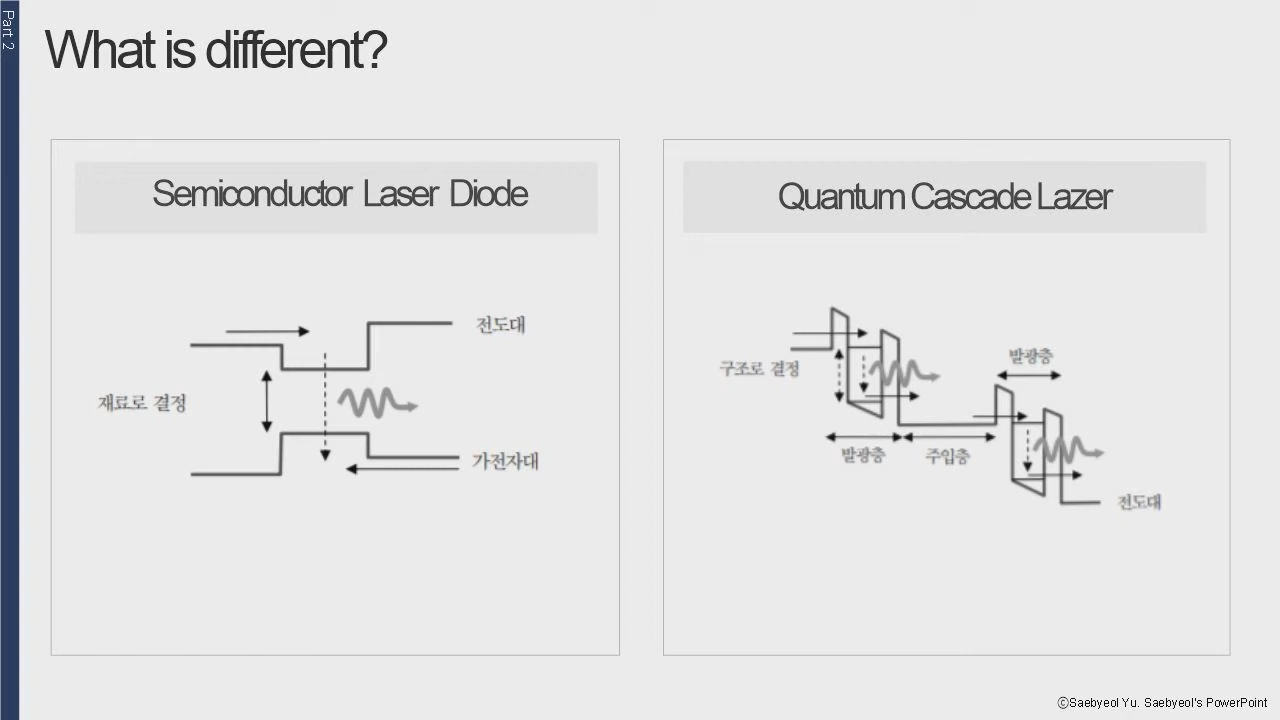 Part 2
What is different?
Semiconductor Laser Diode
전도대
재료로 결정
가전자대
Quantum Cascade Lazer
구조로 결정
발광층
발광층
주입층
전도대
ⓒSaebyeol Yu. Saebyeol's PowerPoint